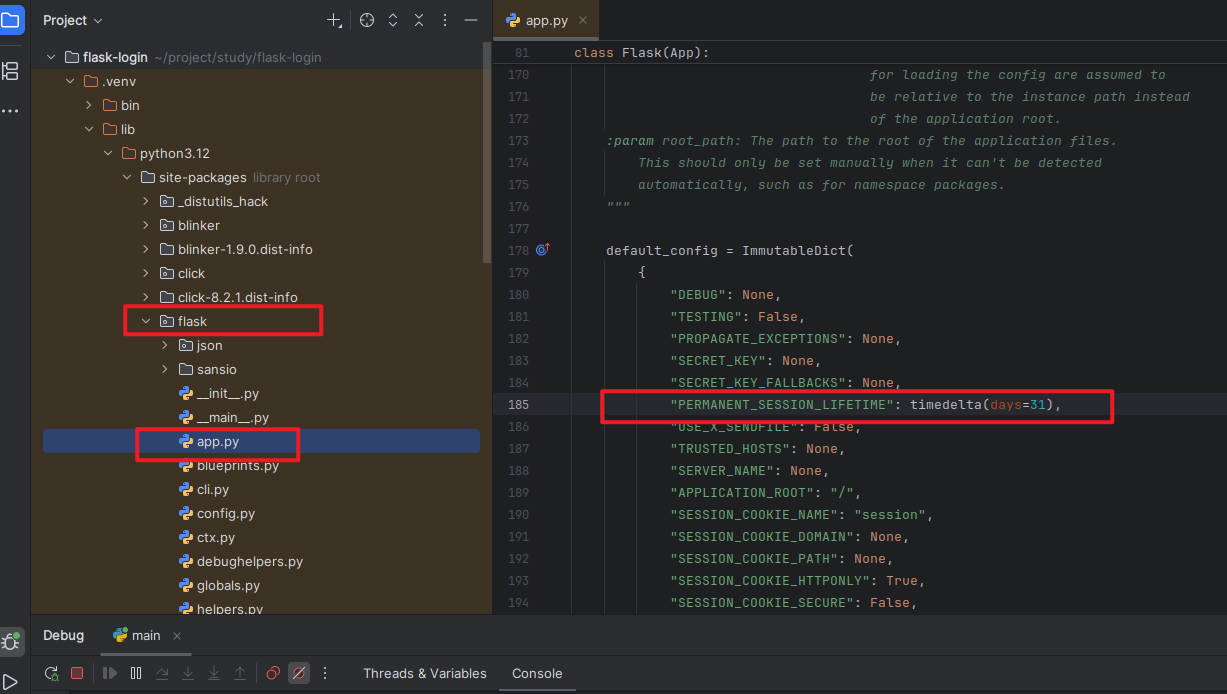 Project
flask-login ~/project/study/flask-login
.venv
bin
lib
python3.12
site-packages library root
_distutils_hack
blinker
blinker-1.9.0.dist-info
click
click-8.2.1.dist-info
flask
json
sansio
__init__.py
__main__.py
app.py
blueprints.py
cli.py
config.py
ctx.py
debughelpers.py
globals.py
helpers.py
app.py
81 class Flask(App):
170 for loading the config are assumed to
171 be relative to the instance path instead
172 of the application root.
173 :param root_path: The path to the root of the application files.
174 This should only be set manually when it can't be detected
175 automatically, such as for namespace packages.
176 """
177
178 default_config = ImmutableDict(
179 {
180 "DEBUG": None,
181 "TESTING": False,
182 "PROPAGATE_EXCEPTIONS": None,
183 "SECRET_KEY": None,
184 "SECRET_KEY_FALLBACKS": None,
185 "PERMANENT_SESSION_LIFETIME": timedelta(days=31),
186 "USE_X_SENDFILE": False,
187 "TRUSTED_HOSTS": None,
188 "SERVER_NAME": None,
189 "APPLICATION_ROOT": "/",
190 "SESSION_COOKIE_NAME": "session",
191 "SESSION_COOKIE_DOMAIN": None,
192 "SESSION_COOKIE_PATH": None,
193 "SESSION_COOKIE_HTTPONLY": True,
194 "SESSION_COOKIE_SECURE": False,
Debug main
Threads & Variables Console